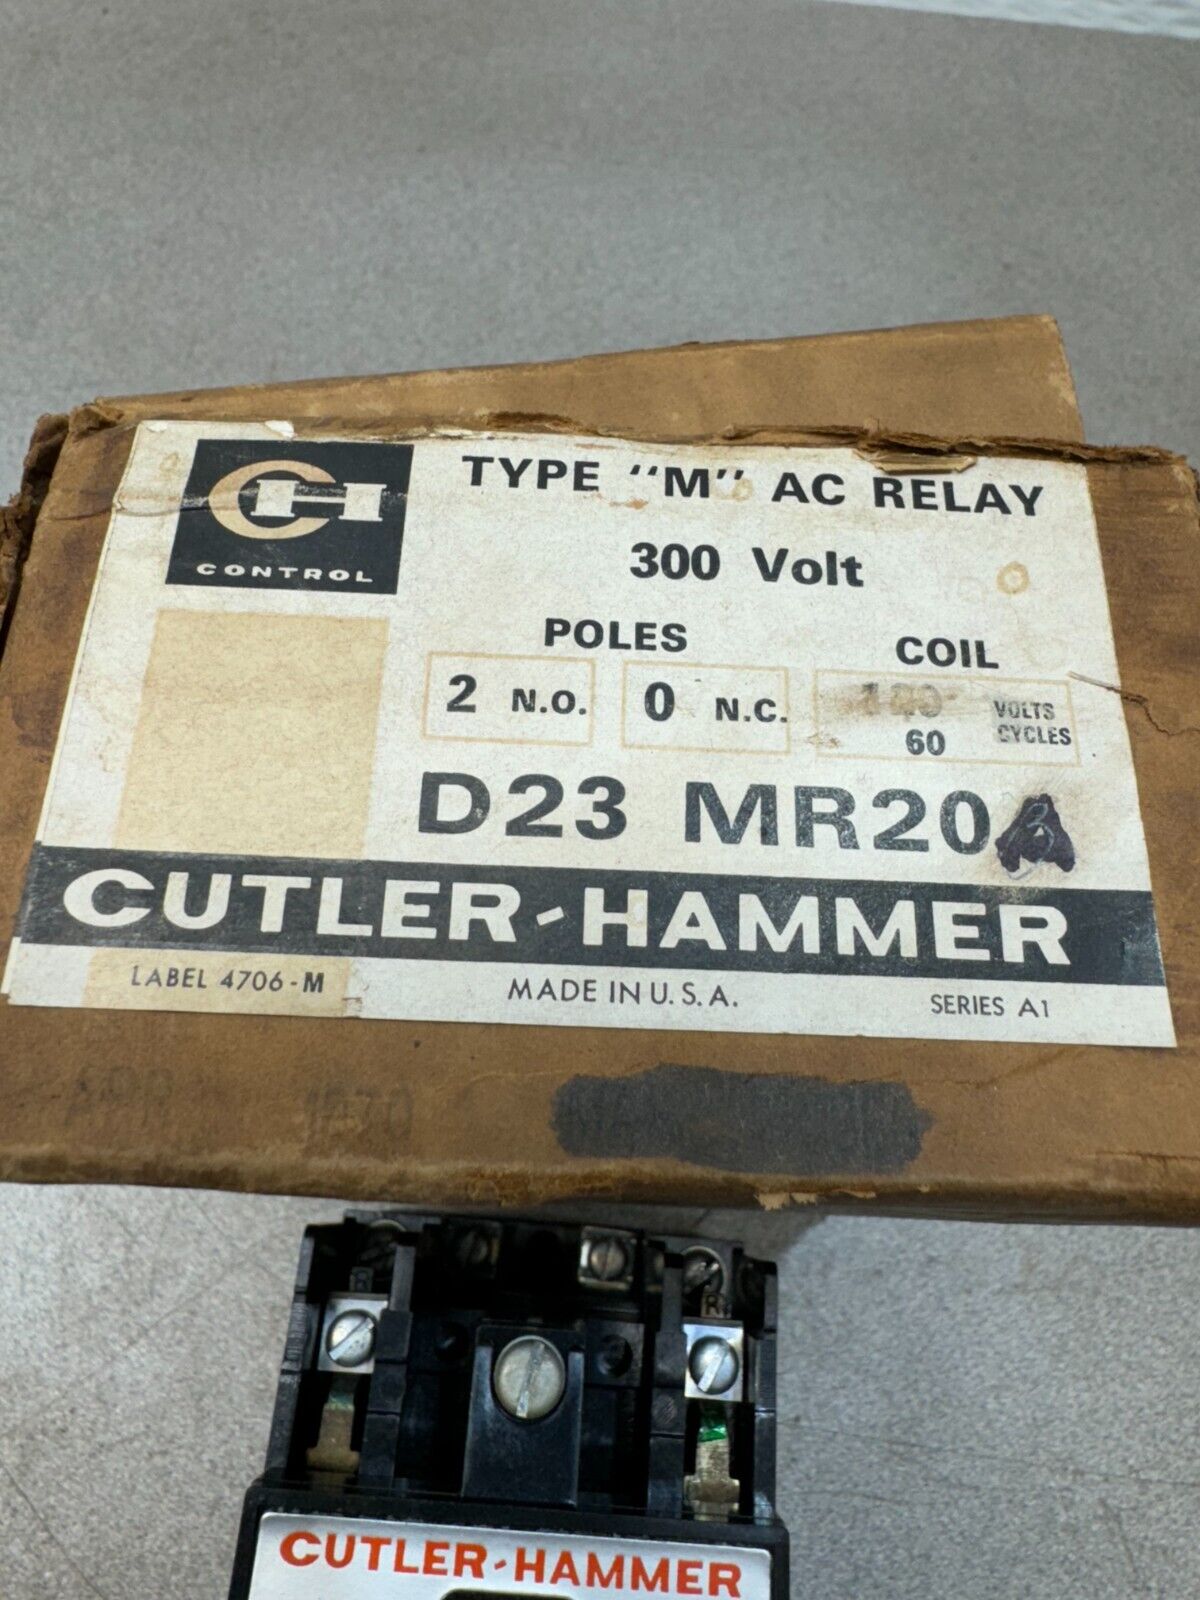 CH
CONTROL
TYPE "M" AC RELAY
300 Volt
POLES
COIL
2 N.O.
0 N.C.
VOLTS
60 CYCLES
D23 MR20
CUTLER-HAMMER
LABEL 4706-M
MADE IN U.S.A.
SERIES A1
CUTLER-HAMMER